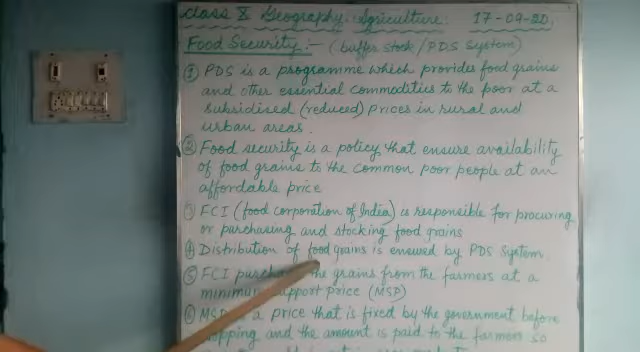 Class X Geography. Agriculture. 17-09-20.
Food Security:- (buffer stock/PDS System)
① PDS is a programme which provides food grains
and other essential commodities to the poor at a
subsidised (reduced) prices in rural and
urban areas.
② Food security is a policy that ensure availability
of food grains to the common poor people at an
affordable price
③ FCI (food corporation of India) is responsible for procuring
or purchasing and stocking food grains
④ Distribution of food grains is ensured by PDS System.
⑤ FCI the grains from the farmers at a
minimum support price (MSP)
⑥ a price that is fixed by the government before
and the amount is paid to the farmers so